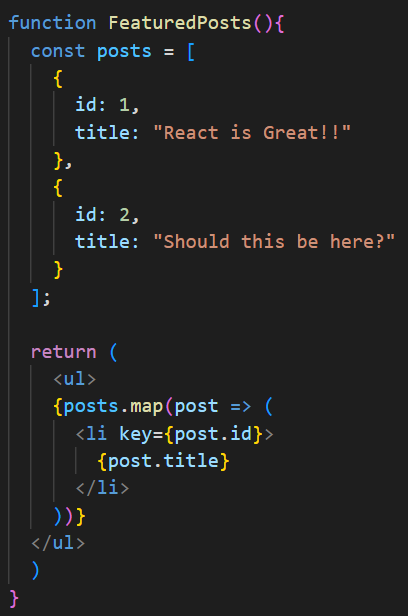 function FeaturedPosts(){
  const posts = [
    {
      id: 1,
      title: "React is Great!!"
    },
    {
      id: 2,
      title: "Should this be here?"
    }
  ];

  return (
    <ul>
    {posts.map(post => (
      <li key={post.id}>
        {post.title}
      </li>
    ))}
  </ul>
  )
}